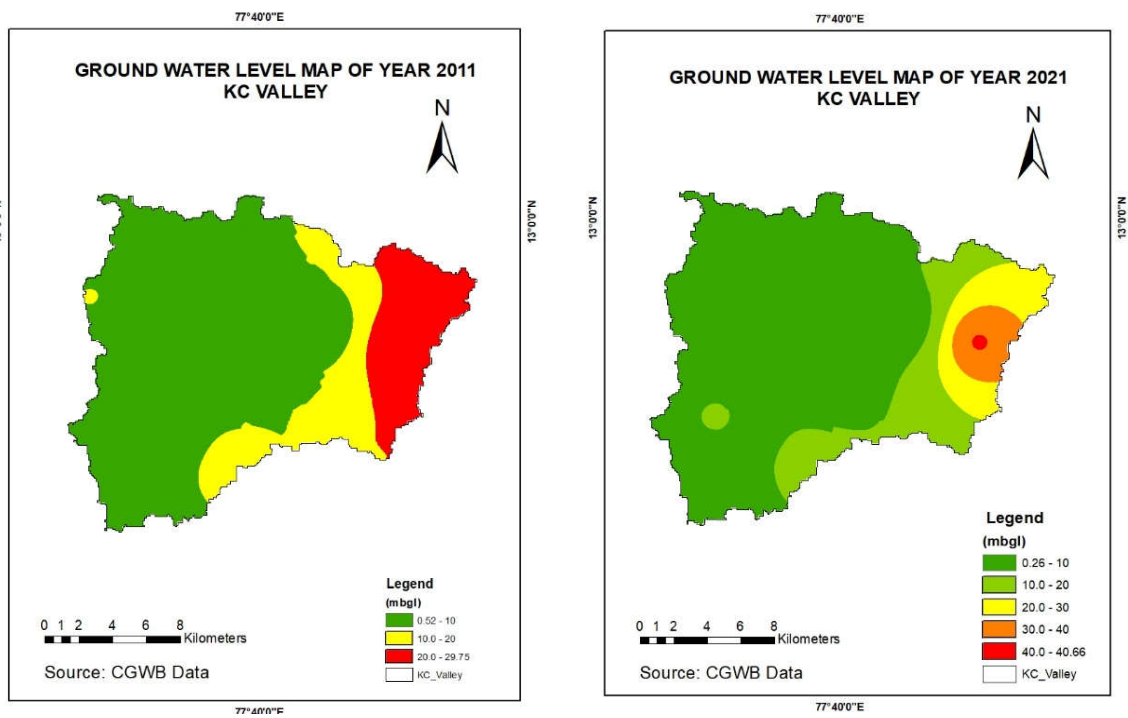 77°40'0"E
GROUND WATER LEVEL MAP OF YEAR 2011
KC VALLEY
N
13°0'0"N
Legend
(mbgl)
0.52 - 10
10.0 - 20
20.0 - 29.75
KC_Valley
0 1 2 4 6 8
Kilometers
Source: CGWB Data
77°40'0"E
77°40'0"E
GROUND WATER LEVEL MAP OF YEAR 2021
KC VALLEY
N
13°0'0"N
13°0'0"N
Legend
(mbgl)
0.26 - 10
10.0 - 20
20.0 - 30
30.0 - 40
40.0 - 40.66
KC_Valley
0 1 2 4 6 8
Kilometers
Source: CGWB Data
77°40'0"E